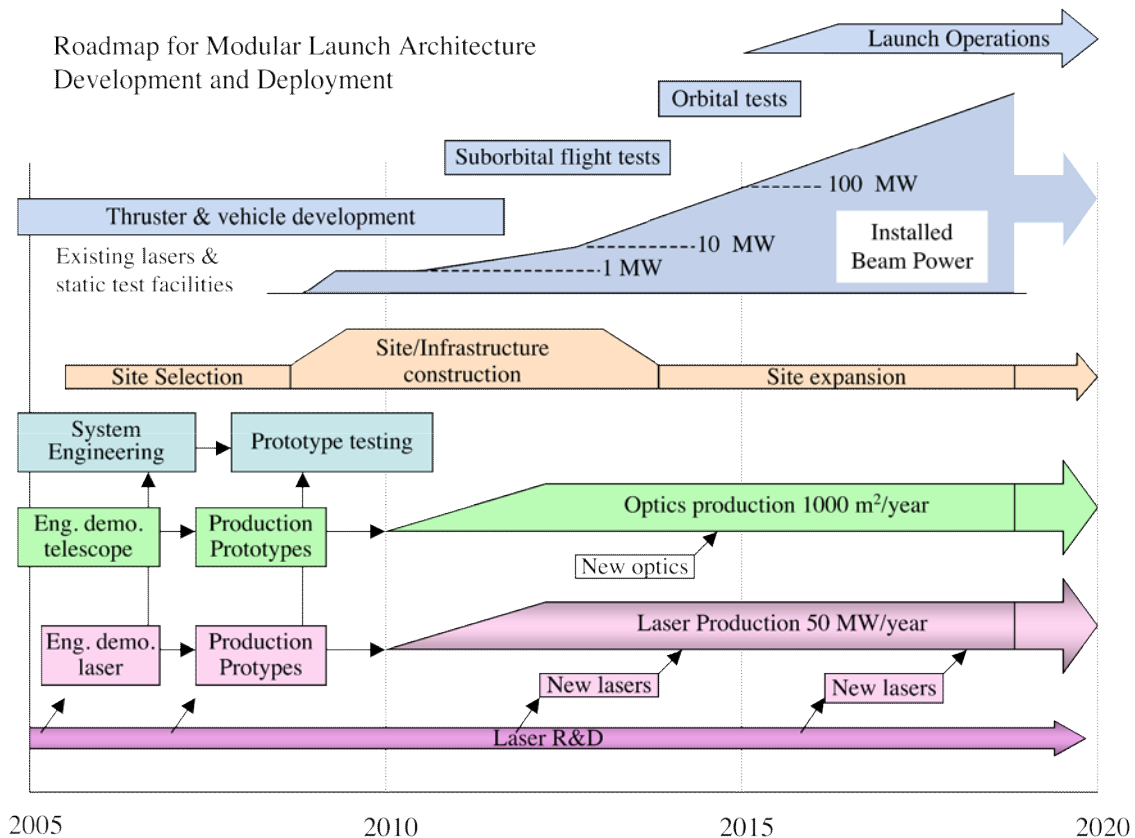 Roadmap for Modular Launch Architecture
Development and Deployment
Launch Operations
Orbital tests
Suborbital flight tests
100 MW
Thruster & vehicle development
10 MW
Installed
Beam Power
Existing lasers &
static test facilities
1 MW
Site/Infrastructure
construction
Site Selection
Site expansion
System
Engineering
Prototype testing
Eng. demo.
telescope
Production
Prototypes
Optics production 1000 m²/year
New optics
Eng. demo.
laser
Production
Protypes
Laser Production 50 MW/year
New lasers
New lasers
Laser R&D
2005
2010
2015
2020